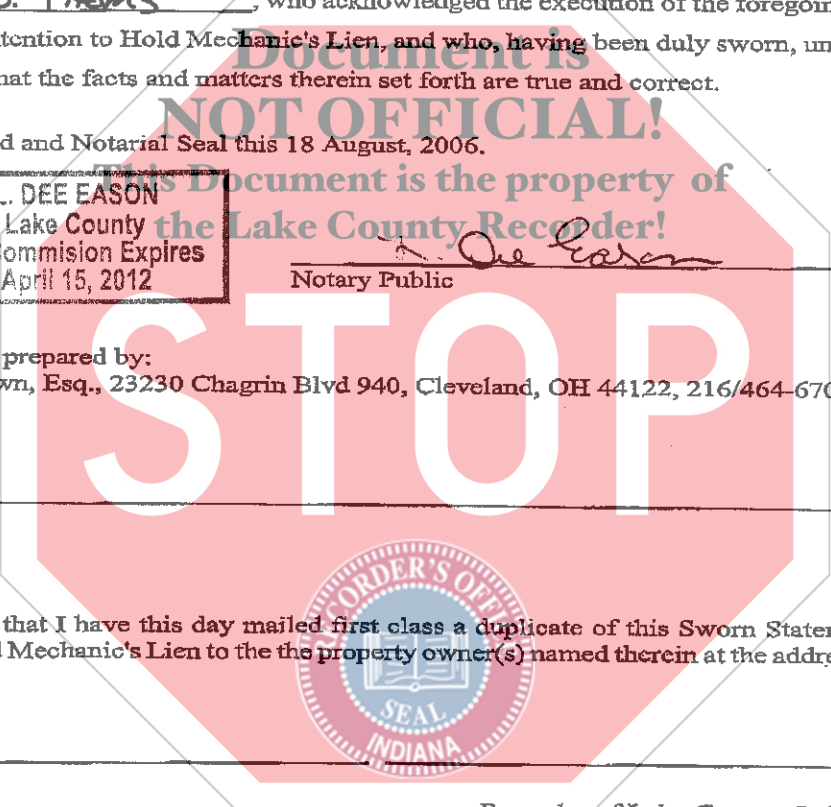 , who acknowledged the execution of the foregoin
tention to Hold Mechanic's Lien, and who, having been duly sworn, un
hat the facts and matters therein set forth are true and correct.
Document is
NOT OFFICIAL!
This Document is the property of
the Lake County Recorder!
d and Notarial Seal this 18 August, 2006.
L. DEE EASON
Lake County
ommision Expires
April 15, 2012
L. Dee Eason
Notary Public
STOP
prepared by:
wn, Esq., 23230 Chagrin Blvd 940, Cleveland, OH 44122, 216/464-670
that I have this day mailed first class a duplicate of this Sworn Stater
l Mechanic's Lien to the the property owner(s) named therein at the addre
RECORDER'S OFFICE
SEAL
INDIANA